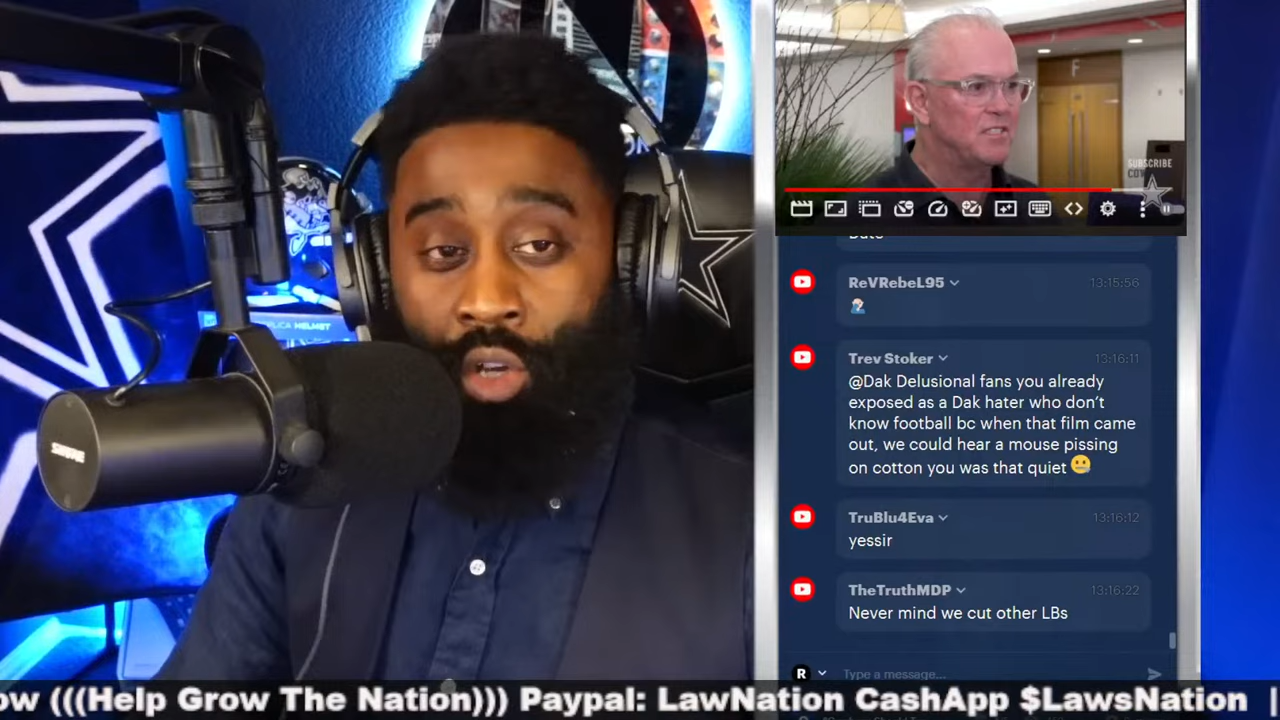 F
SUBSCRIBE
ReVRebeL95
13:15:56
Trev Stoker
13:16:11
@Dak Delusional fans you already
exposed as a Dak hater who don’t
know football bc when that film came
out, we could hear a mouse pissing
on cotton you was that quiet
TruBlu4Eva
13:16:12
yessir
TheTruthMDP
13:16:22
Never mind we cut other LBs
R
Type a message...
HELMET
SHURE
ow (((Help Grow The Nation))) Paypal: LawNation CashApp $LawsNation |